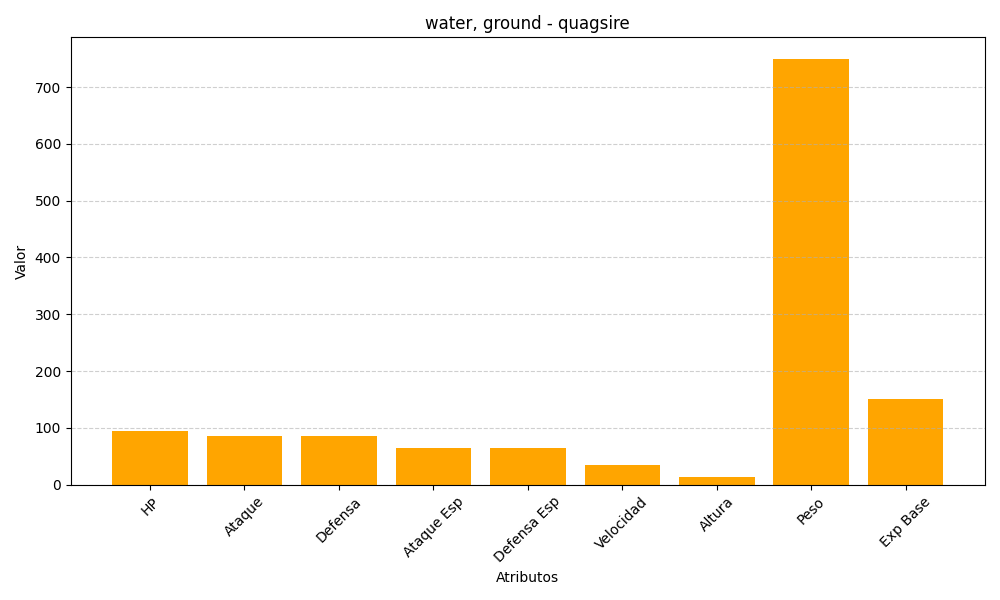 water, ground - quagsire
Valor
700
600
500
400
300
200
100
0
HP
Ataque
Defensa
Ataque Esp
Defensa Esp
Velocidad
Altura
Peso
Exp Base
Atributos